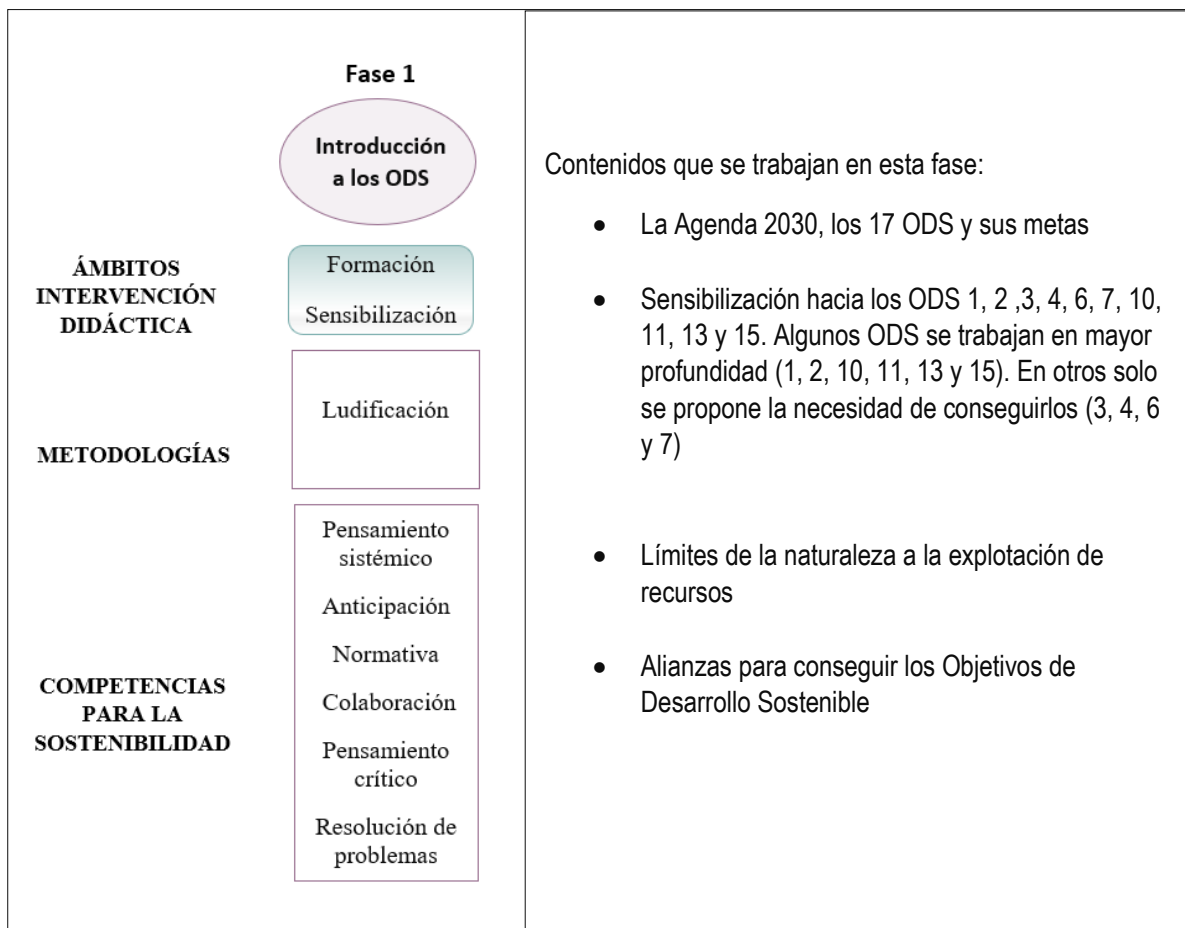 Fase 1
Introducción
a los ODS
ÁMBITOS
INTERVENCIÓN
DIDÁCTICA
Formación
Sensibilización
METODOLOGÍAS
Ludificación
COMPETENCIAS
PARA LA
SOSTENIBILIDAD
Pensamiento
sistémico
Anticipación
Normativa
Colaboración
Pensamiento
crítico
Resolución de
problemas
Contenidos que se trabajan en esta fase:
• La Agenda 2030, los 17 ODS y sus metas
• Sensibilización hacia los ODS 1, 2 ,3, 4, 6, 7, 10,
11, 13 y 15. Algunos ODS se trabajan en mayor
profundidad (1, 2, 10, 11, 13 y 15). En otros solo
se propone la necesidad de conseguirlos (3, 4, 6
y 7)
• Límites de la naturaleza a la explotación de
recursos
• Alianzas para conseguir los Objetivos de
Desarrollo Sostenible